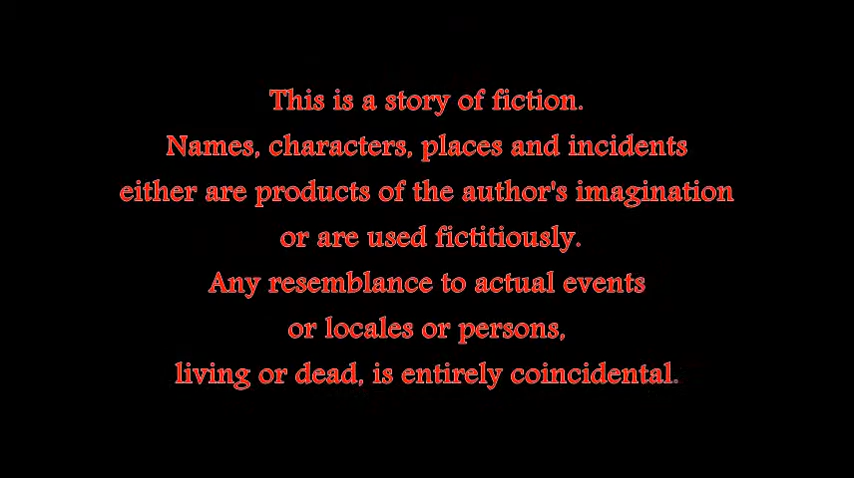 This is a story of fiction.
Names, characters, places and incidents
either are products of the author's imagination
or are used fictitiously.
Any resemblance to actual events
or locales or persons,
living or dead, is entirely coincidental.